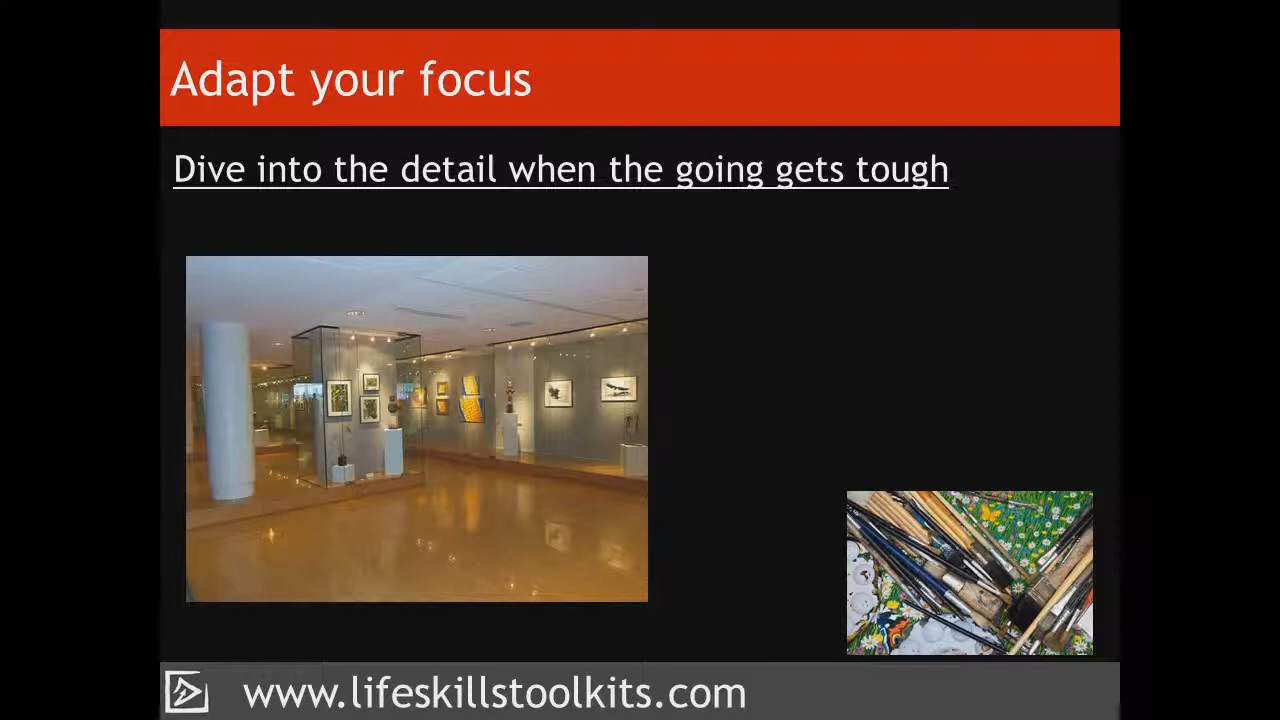 Adapt your focus
Dive into the detail when the going gets tough
www.lifeskillstoolkits.com